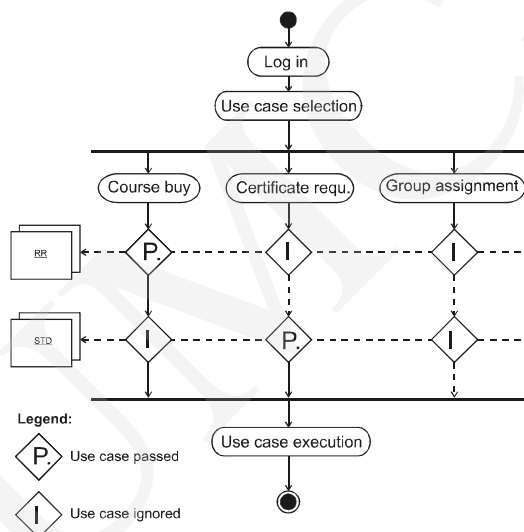 Log in
Use case selection
Course buy
Certificate requ.
Group assignment
RR
P.
I
I
STD
I
P.
I
Use case execution
Legend:
P.
Use case passed
I
Use case ignored
UMC